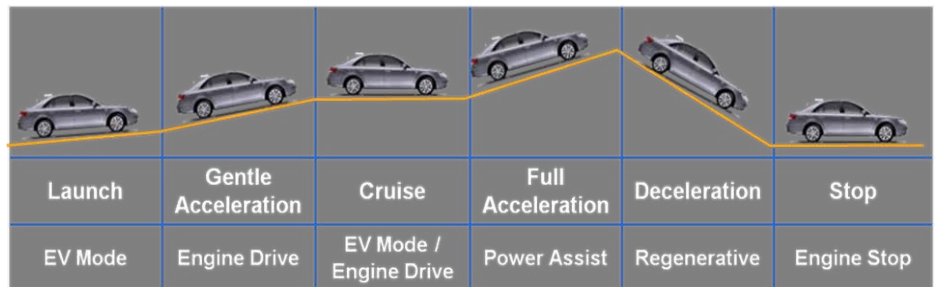 Launch
Gentle
Acceleration
Cruise
Full
Acceleration
Deceleration
Stop
EV Mode
Engine Drive
EV Mode /
Engine Drive
Power Assist
Regenerative
Engine Stop